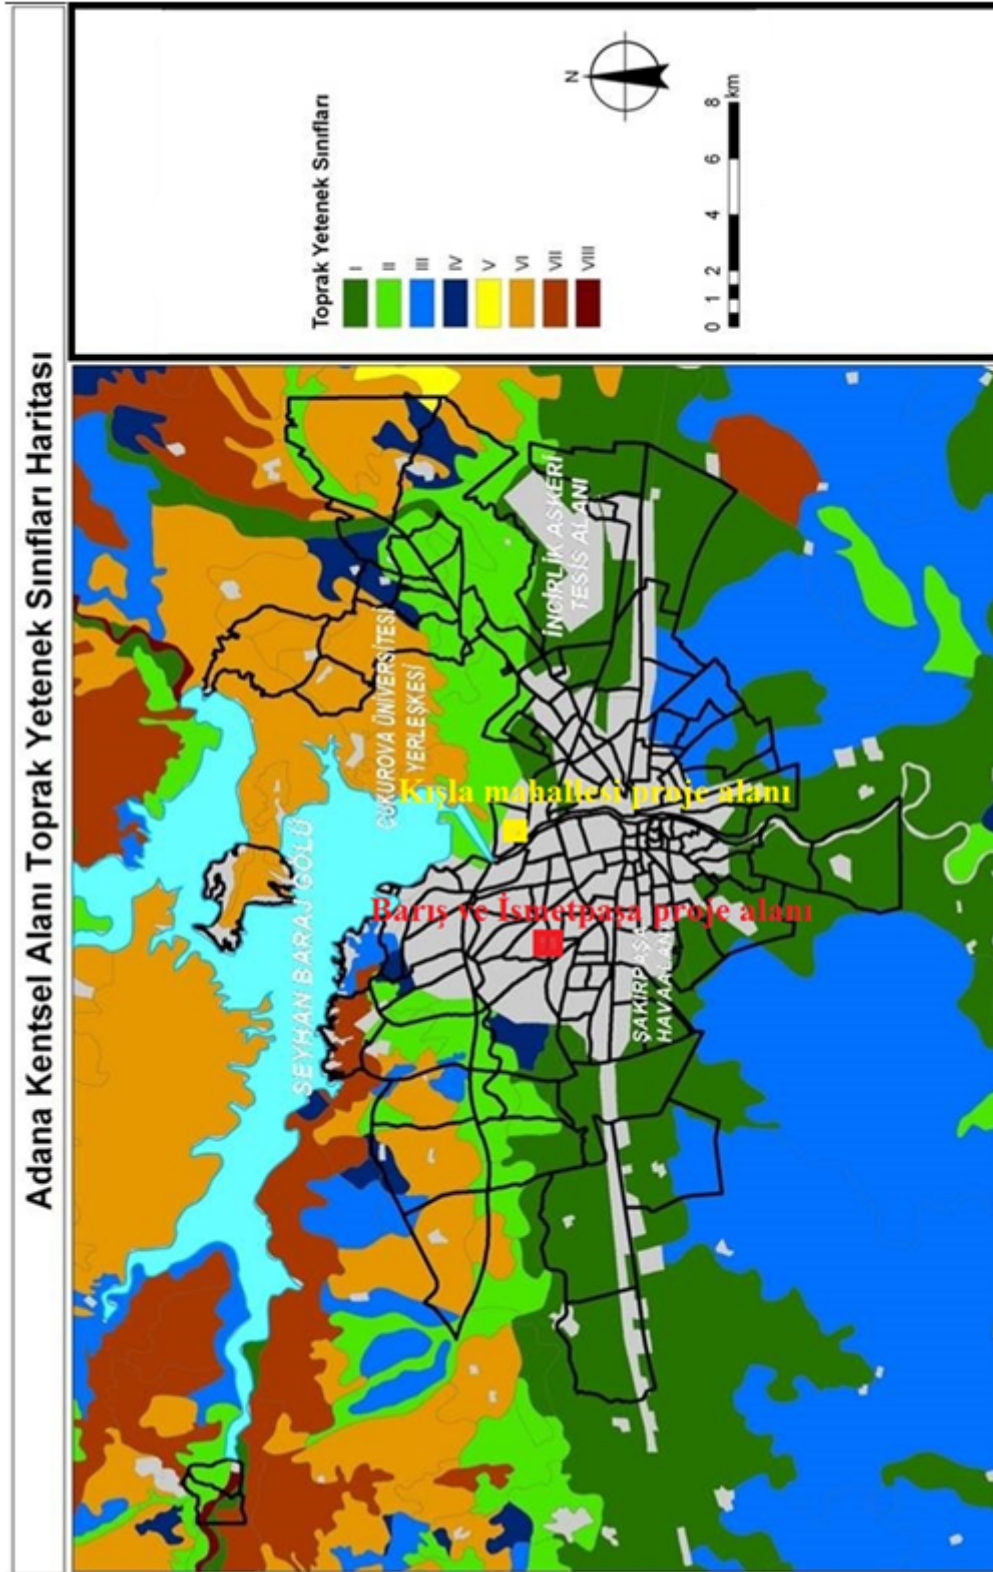 Adana Kentsel Alanı Toprak Yetenek Sınıfları Haritası
Toprak Yetenek Sınıfları
I
II
III
IV
V
VI
VII
VIII
N
0 1 2 4 6 8
km
SEYHAN BARAJ GÖLÜ
ÇUKUROVA ÜNİVERSİTESİ
YERLEŞKESİ
İNCİRLİK ASKERİ
TESİS ALANI
ŞAKİRPAŞA
HAVAALANI
Kışla mahallesi proje alanı
Barış ve İsmetpaşa proje alanı